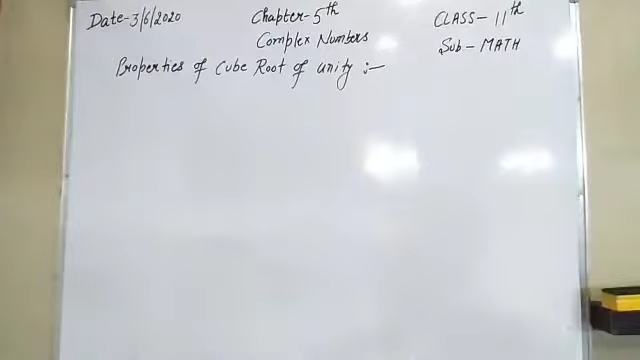 Date-3/6/2020 Chapter-5th CLASS-11th
Complex Numbers Sub-MATH
Properties of Cube Root of unity :-